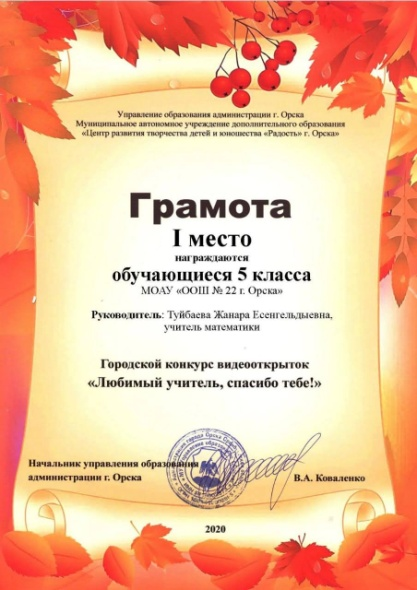 Управление образования администрации г. Орска
Муниципальное автономное учреждение дополнительного образования
«Центр развития творчества детей и юношества «Радость» г. Орска»
Грамота
I место
награждаются
обучающиеся 5 класса
МОАУ «ООШ № 22 г. Орска»
Руководитель: Туйбаева Жанара Есенгельдыевна,
учитель математики
Городской конкурс видеооткрыток
«Любимый учитель, спасибо тебе!»
Начальник управления образования
администрации г. Орска
В.А. Коваленко
2020